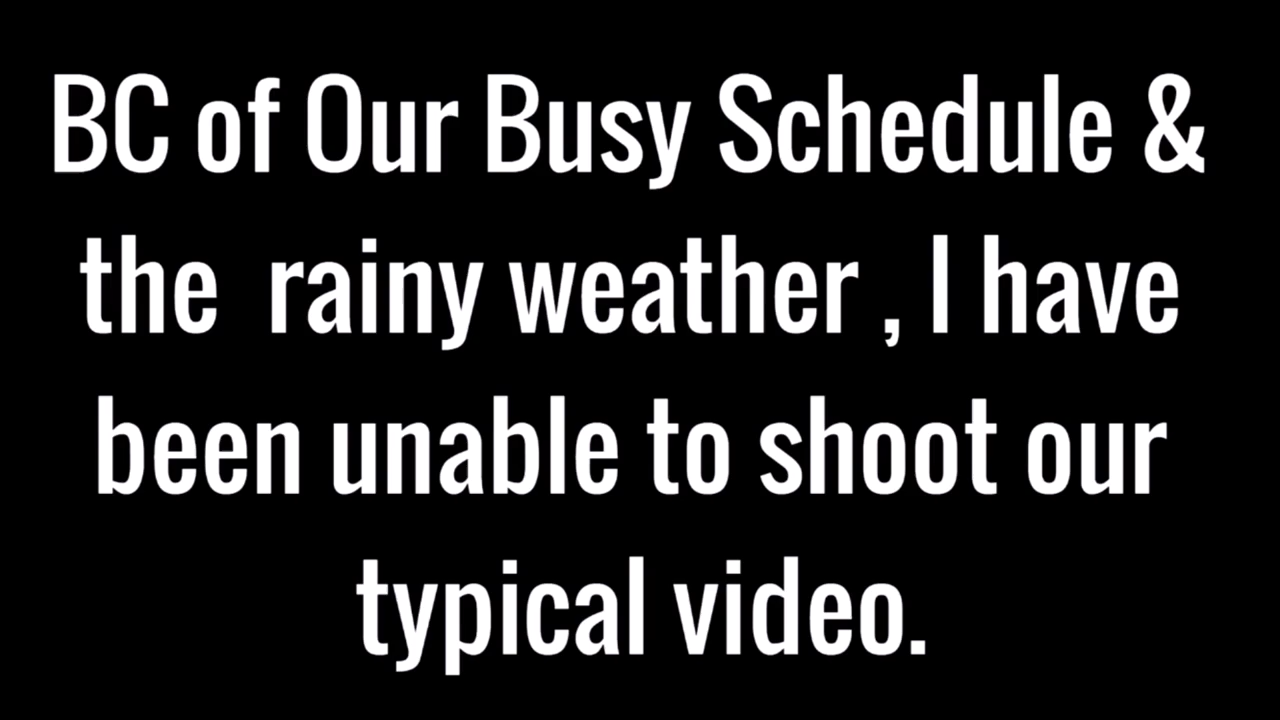 BC of Our Busy Schedule &
the  rainy weather , I have
been unable to shoot our
typical video.